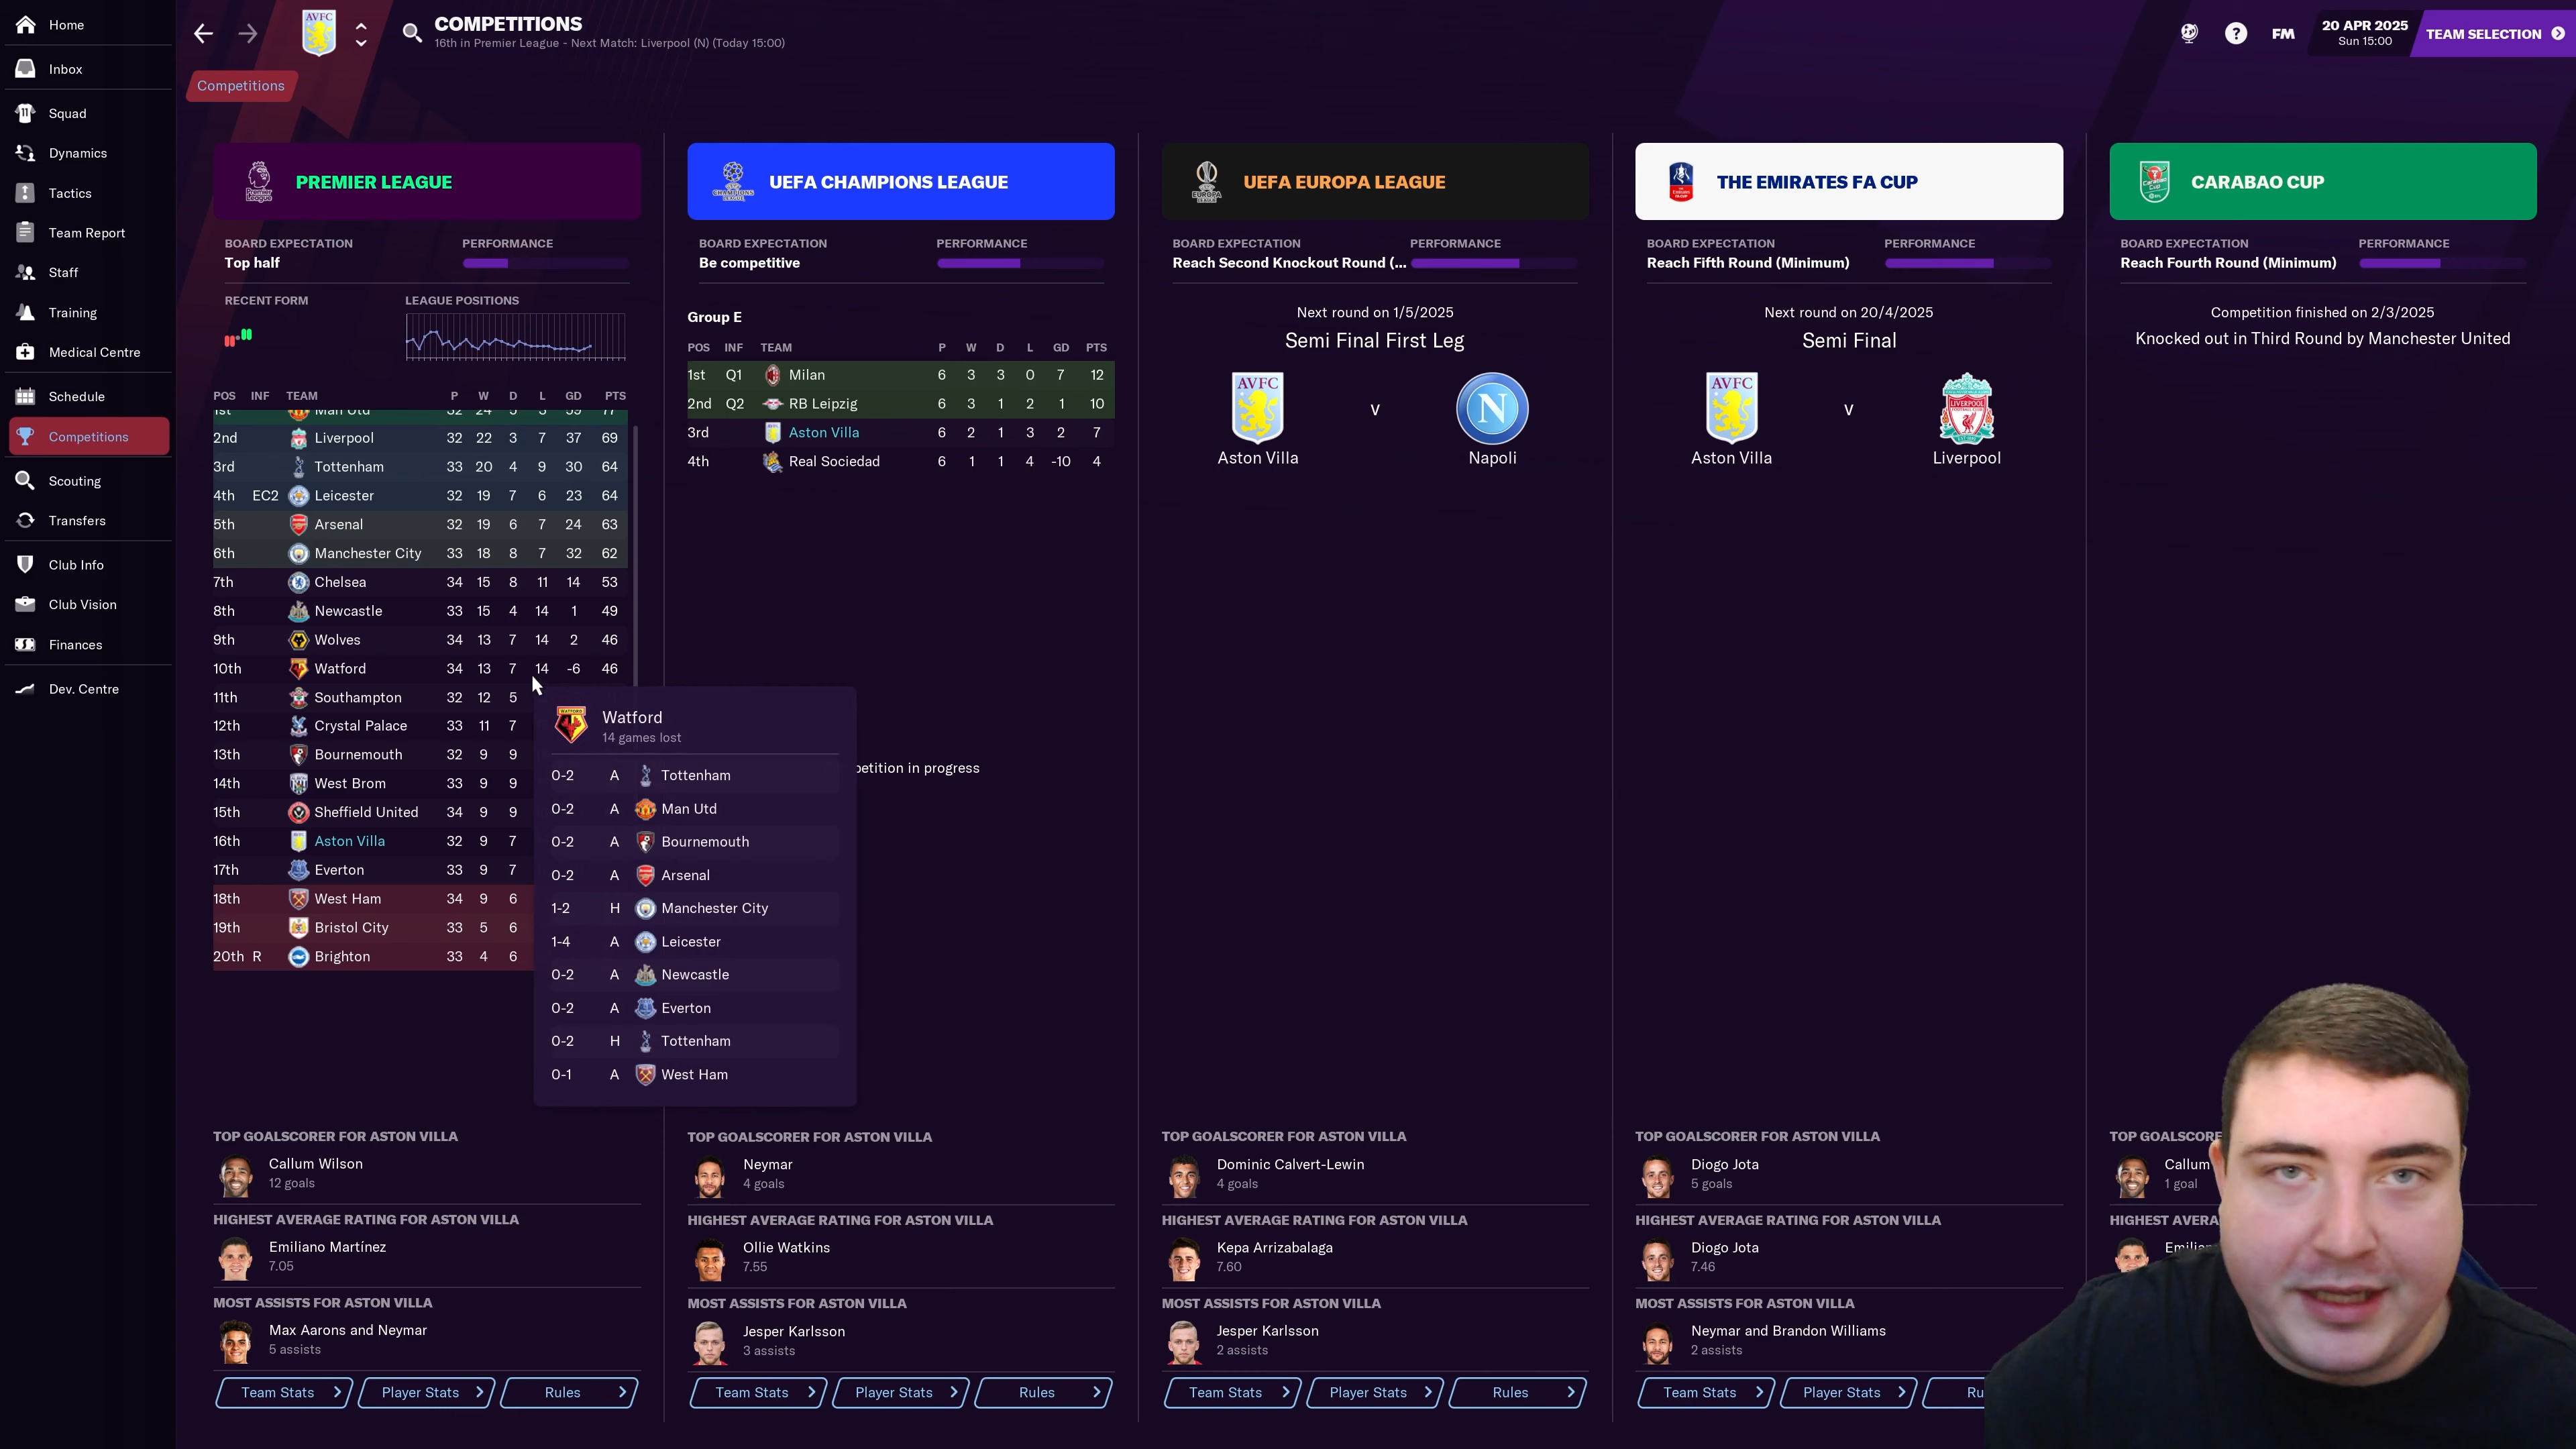 Home
Inbox
Squad
Dynamics
Tactics
Team Report
Staff
Training
Medical Centre
Schedule
Competitions
Scouting
Transfers
Club Info
Club Vision
Finances
Dev. Centre
AVFC
COMPETITIONS
16th in Premier League - Next Match: Liverpool (N) (Today 15:00)
?
FM
20 APR 2025
Sun 15:00
TEAM SELECTION
Competitions
PREMIER LEAGUE
BOARD EXPECTATION PERFORMANCE
Top half
RECENT FORM LEAGUE POSITIONS
POS INF TEAM P W D L GD PTS
1st Man Utd 32 24 5 3 59 77
2nd Liverpool 32 22 3 7 37 69
3rd Tottenham 33 20 4 9 30 64
4th EC2 Leicester 32 19 7 6 23 64
5th Arsenal 32 19 6 7 24 63
6th Manchester City 33 18 8 7 32 62
7th Chelsea 34 15 8 11 14 53
8th Newcastle 33 15 4 14 1 49
9th Wolves 34 13 7 14 2 46
10th Watford 34 13 7 14 -6 46
11th Southampton 32 12 5
12th Crystal Palace 33 11 7
13th Bournemouth 32 9 9
14th West Brom 33 9 9
15th Sheffield United 34 9 9
16th Aston Villa 32 9 7
17th Everton 33 9 7
18th West Ham 34 9 6
19th Bristol City 33 5 6
20th R Brighton 33 4 6
Watford
14 games lost
0-2 A Tottenham
0-2 A Man Utd
0-2 A Bournemouth
0-2 A Arsenal
1-2 H Manchester City
1-4 A Leicester
0-2 A Newcastle
0-2 A Everton
0-2 H Tottenham
0-1 A West Ham
TOP GOALSCORER FOR ASTON VILLA
Callum Wilson
12 goals
HIGHEST AVERAGE RATING FOR ASTON VILLA
Emiliano Martínez
7.05
MOST ASSISTS FOR ASTON VILLA
Max Aarons and Neymar
5 assists
Team Stats Player Stats Rules
UEFA CHAMPIONS LEAGUE
BOARD EXPECTATION PERFORMANCE
Be competitive
Group E
POS INF TEAM P W D L GD PTS
1st Q1 Milan 6 3 3 0 7 12
2nd Q2 RB Leipzig 6 3 1 2 1 10
3rd Aston Villa 6 2 1 3 2 7
4th Real Sociedad 6 1 1 4 -10 4
petition in progress
TOP GOALSCORER FOR ASTON VILLA
Neymar
4 goals
HIGHEST AVERAGE RATING FOR ASTON VILLA
Ollie Watkins
7.55
MOST ASSISTS FOR ASTON VILLA
Jesper Karlsson
3 assists
Team Stats Player Stats Rules
UEFA EUROPA LEAGUE
BOARD EXPECTATION PERFORMANCE
Reach Second Knockout Round (...
Next round on 1/5/2025
Semi Final First Leg
AVFC v N
Aston Villa Napoli
TOP GOALSCORER FOR ASTON VILLA
Dominic Calvert-Lewin
4 goals
HIGHEST AVERAGE RATING FOR ASTON VILLA
Kepa Arrizabalaga
7.60
MOST ASSISTS FOR ASTON VILLA
Jesper Karlsson
2 assists
Team Stats Player Stats Rules
THE EMIRATES FA CUP
BOARD EXPECTATION PERFORMANCE
Reach Fifth Round (Minimum)
Next round on 20/4/2025
Semi Final
AVFC v LIVERPOOL
Aston Villa Liverpool
TOP GOALSCORER FOR ASTON VILLA
Diogo Jota
5 goals
HIGHEST AVERAGE RATING FOR ASTON VILLA
Diogo Jota
7.46
MOST ASSISTS FOR ASTON VILLA
Neymar and Brandon Williams
2 assists
Team Stats Player Stats Ru
CARABAO CUP
BOARD EXPECTATION PERFORMANCE
Reach Fourth Round (Minimum)
Competition finished on 2/3/2025
Knocked out in Third Round by Manchester United
TOP GOALSCORE
Callum
1 goal
HIGHEST AVERA
Emilian